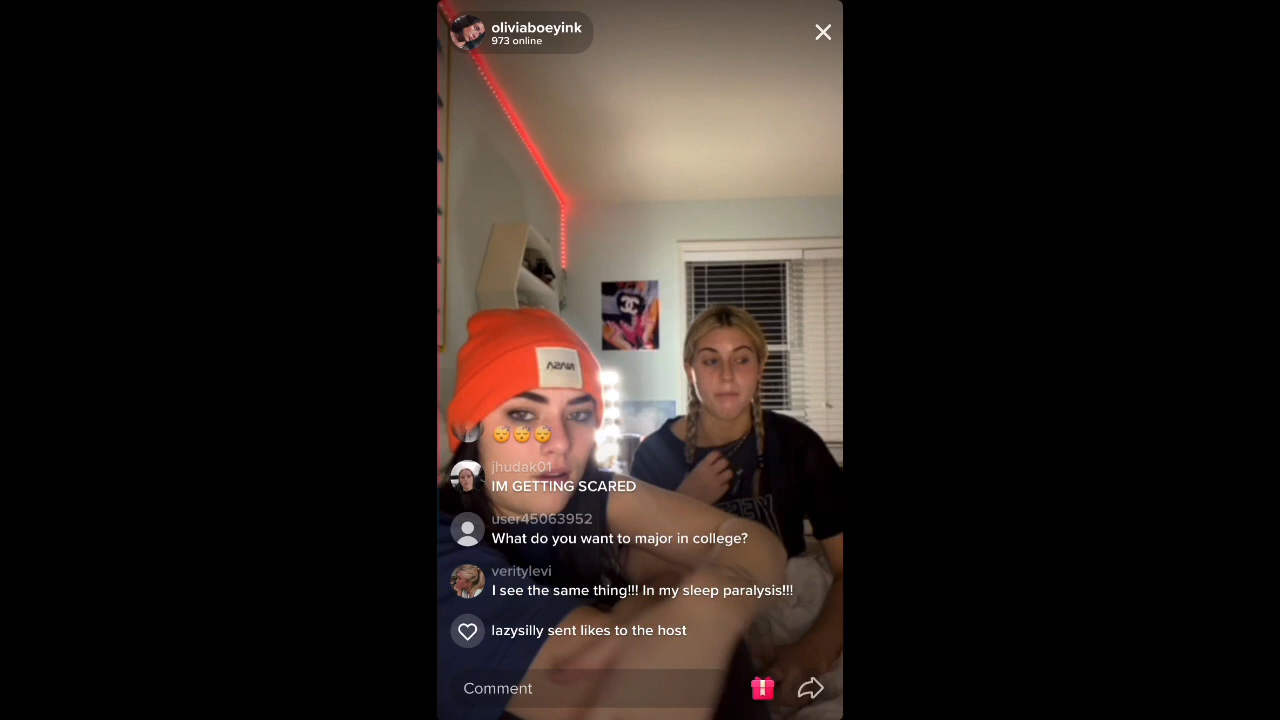 oliviaboeyink
973 online
NASA
😴😴😴
jhudak01
IM GETTING SCARED
user45063952
What do you want to major in college?
veritylevi
I see the same thing!!! In my sleep paralysis!!!
lazysilly sent likes to the host
Comment